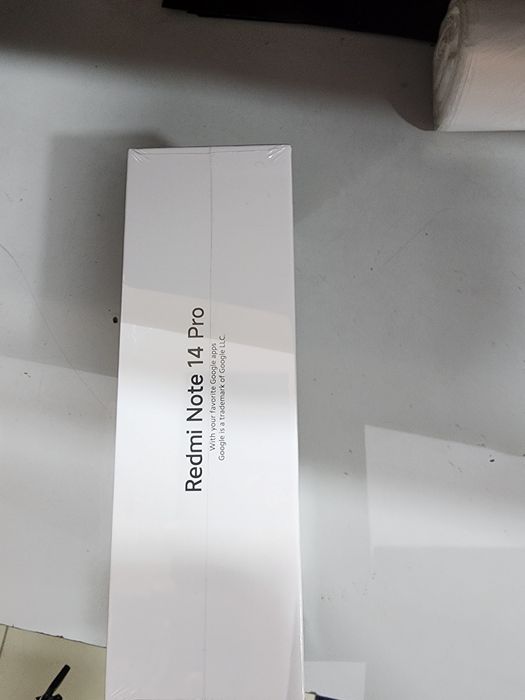 Redmi Note 14 Pro
With your favorite Google apps
Google is a trademark of Google LLC.